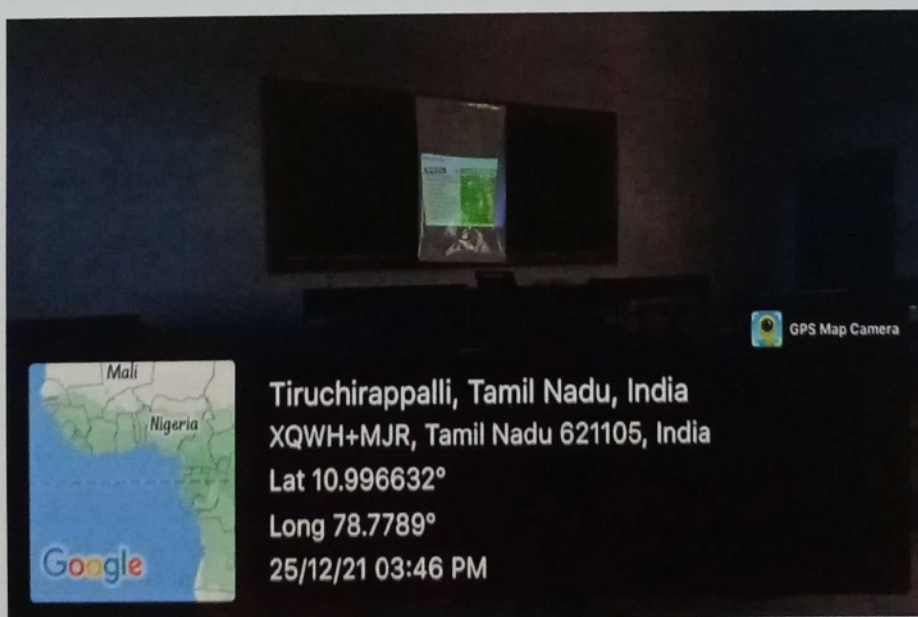 GPS Map Camera
Mali
Nigeria
Google
Tiruchirappalli, Tamil Nadu, India
XQWH+MJR, Tamil Nadu 621105, India
Lat 10.996632°
Long 78.7789°
25/12/21 03:46 PM